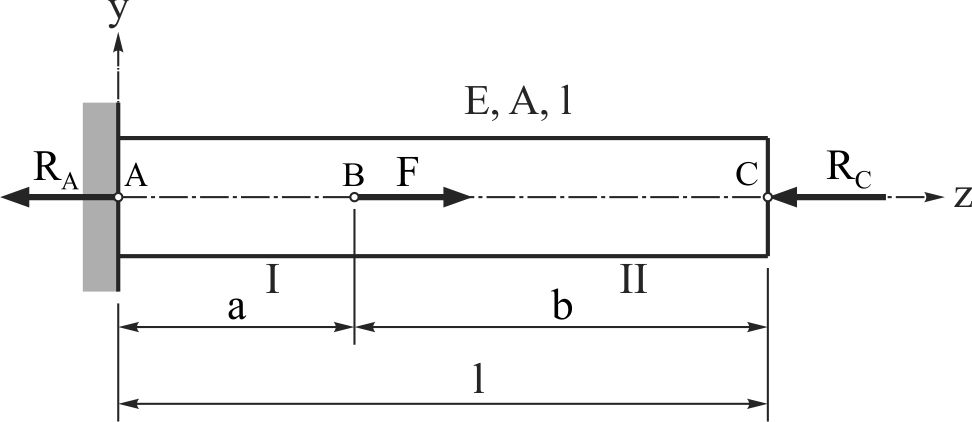 y
E, A, l
R_A A B F C R_C
z
I II
a b
l